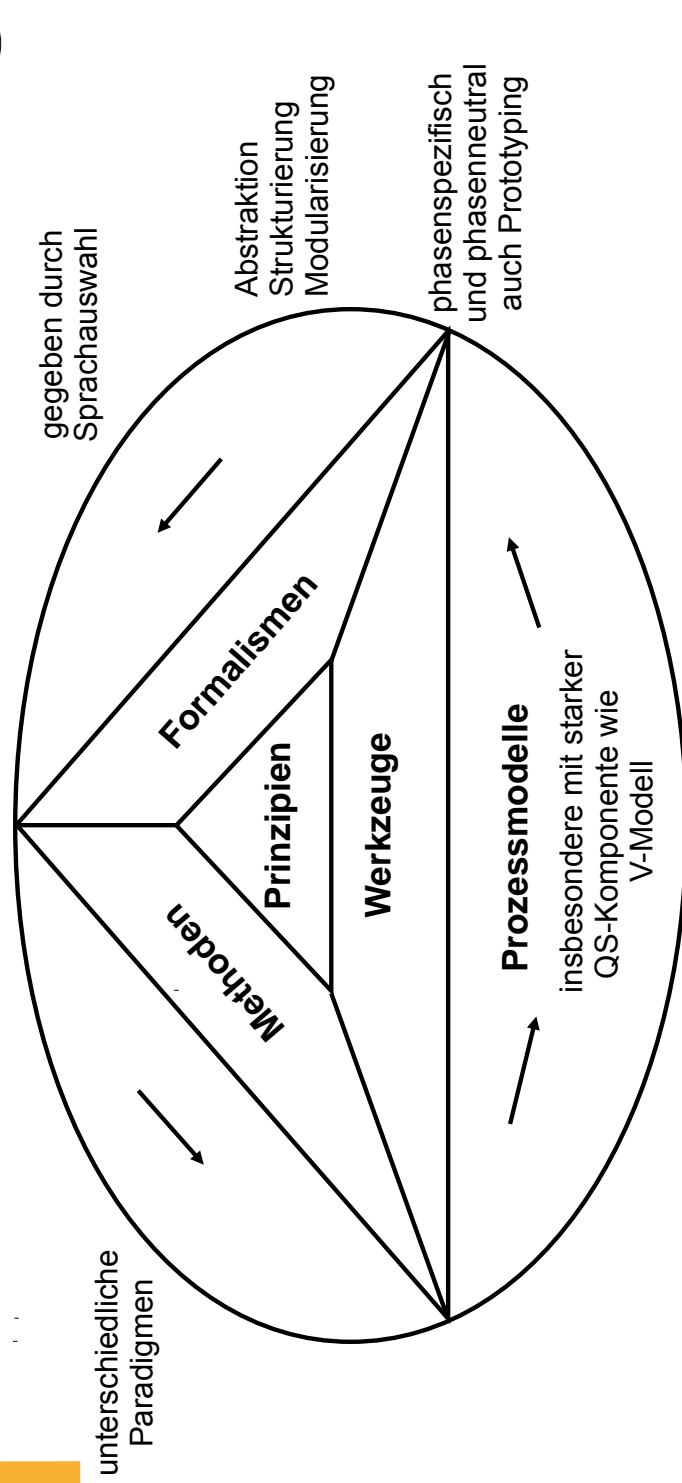 gegeben durch
Sprachauswahl
Abstraktion
Strukturierung
Modularisierung
unterschiedliche
Paradigmen
phasenspezifisch
und phasenneutral
auch Prototyping
Methoden
Formalismen
Prinzipien
Werkzeuge
Prozessmodelle
insbesondere mit starker
QS-Komponente wie
V-Modell